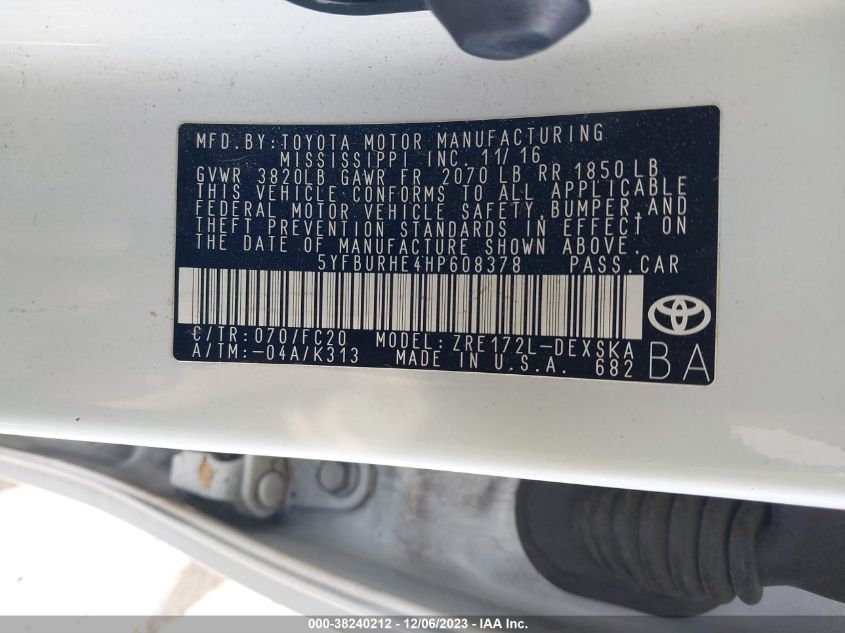 MFD.BY:TOYOTA MOTOR MANUFACTURING
MISSISSIPPI INC. 11/16
GVWR 3820LB GAWR FR 2070 LB RR 1850 LB
THIS VEHICLE CONFORMS TO ALL APPLICABLE
FEDERAL MOTOR VEHICLE SAFETY,BUMPER,AND
THEFT PREVENTION STANDARDS IN EFFECT ON
THE DATE OF MANUFACTURE SHOWN ABOVE.
5YFBURHE4HP608378 PASS.CAR
C/TR: 070/FC20 MODEL: ZRE172L-DEXSKA
A/TM:-04A/K313 MADE IN U.S.A. 682 BA
000-38240212 - 12/06/2023 - IAA Inc.